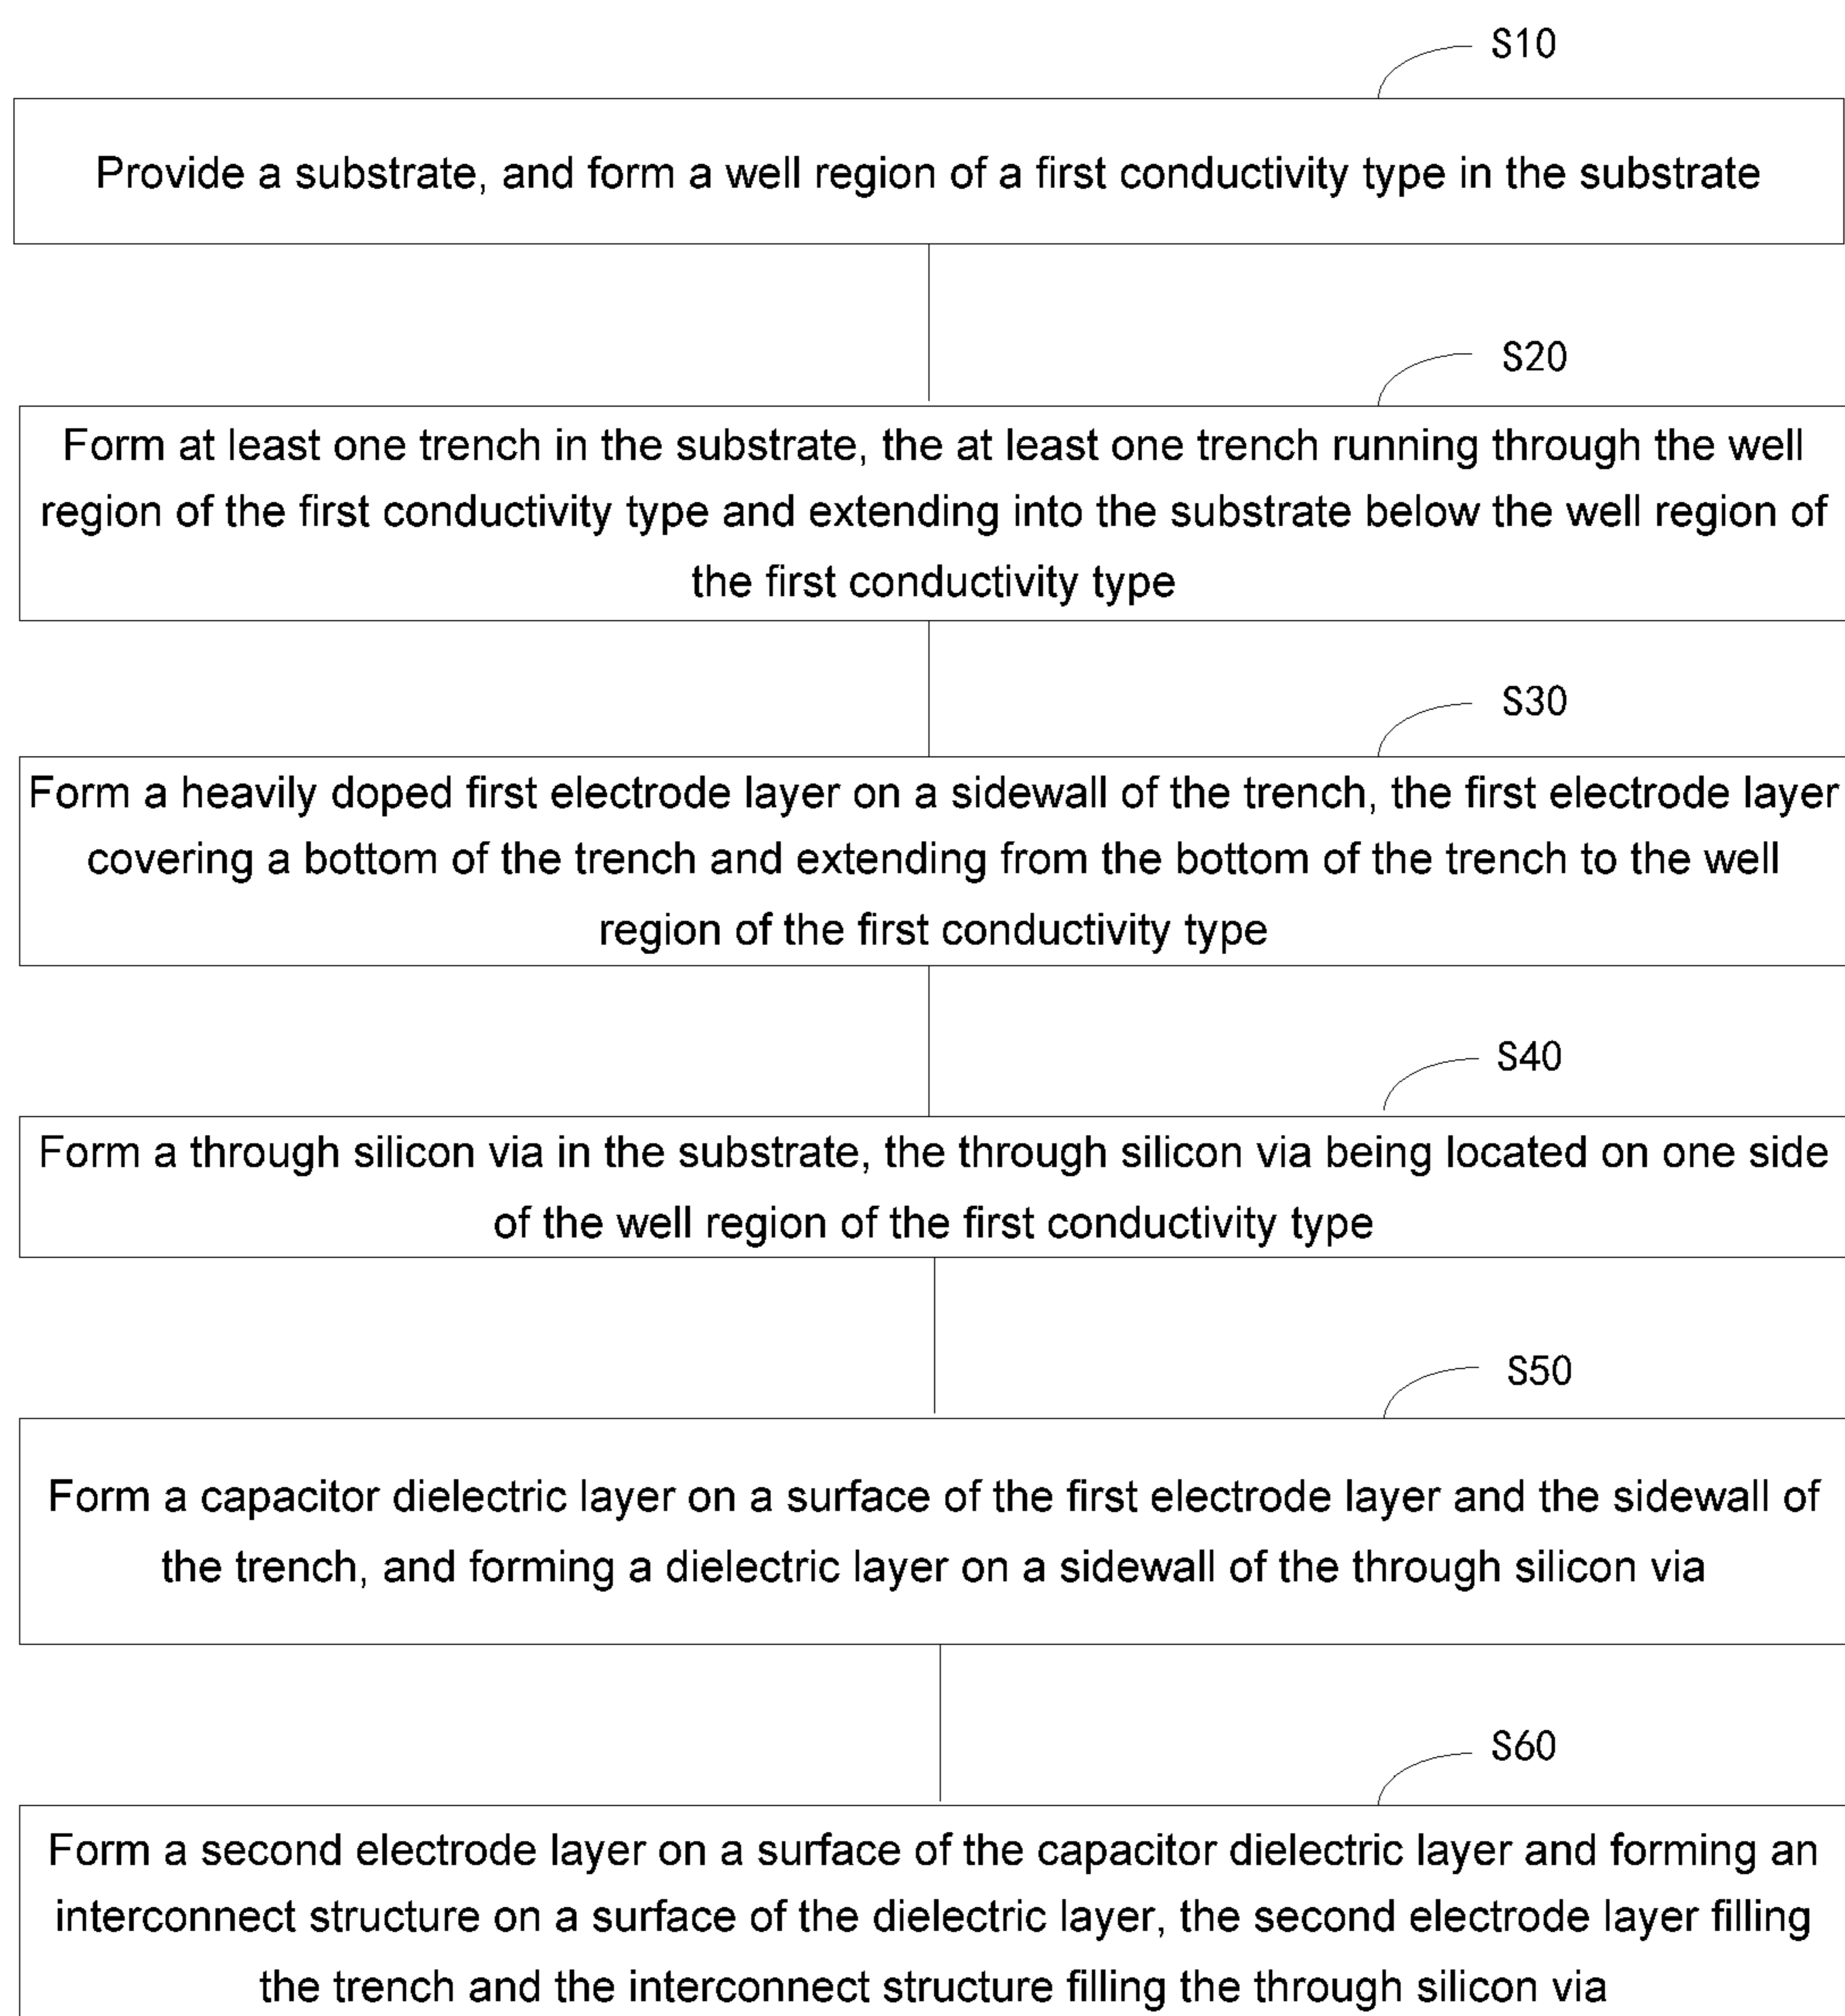 S10
Provide a substrate, and form a well region of a first conductivity type in the substrate
S20
Form at least one trench in the substrate, the at least one trench running through the well
region of the first conductivity type and extending into the substrate below the well region of
the first conductivity type
S30
Form a heavily doped first electrode layer on a sidewall of the trench, the first electrode layer
covering a bottom of the trench and extending from the bottom of the trench to the well
region of the first conductivity type
S40
Form a through silicon via in the substrate, the through silicon via being located on one side
of the well region of the first conductivity type
S50
Form a capacitor dielectric layer on a surface of the first electrode layer and the sidewall of
the trench, and forming a dielectric layer on a sidewall of the through silicon via
S60
Form a second electrode layer on a surface of the capacitor dielectric layer and forming an
interconnect structure on a surface of the dielectric layer, the second electrode layer filling
the trench and the interconnect structure filling the through silicon via